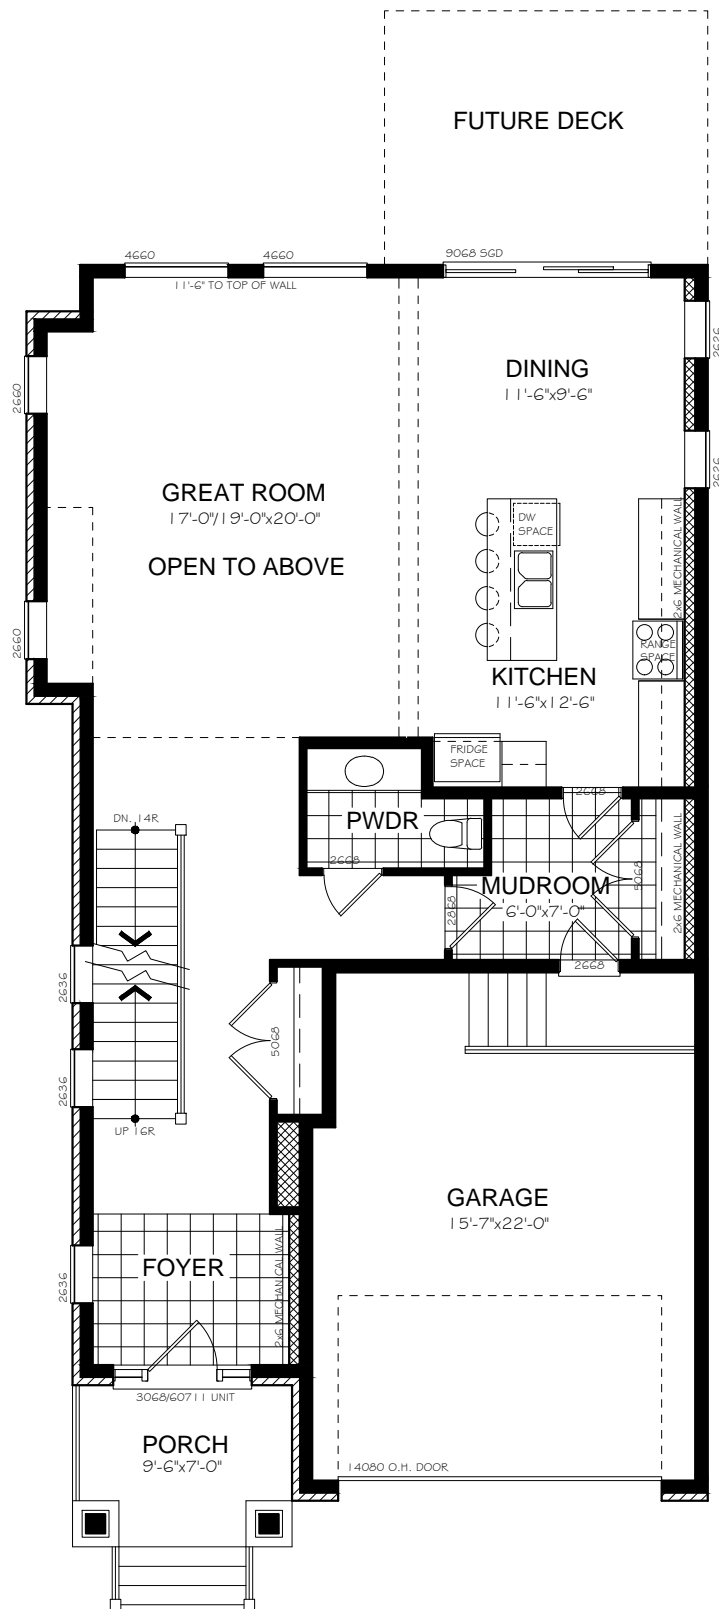 FUTURE DECK
4660
4660
9068 SGD
11'-6" TO TOP OF WALL
2626
DINING
11'-6"x9'-6"
2660
2626
GREAT ROOM
17'-0"/19'-0"x20'-0"
DW
SPACE
2x6 MECHANICAL WALL
OPEN TO ABOVE
2660
RANGE
SPACE
KITCHEN
11'-6"x12'-6"
FRIDGE
SPACE
2668
DN. 14R
PWDR
2668
5068
2x6 MECHANICAL WALL
MUDROOM
6'-0"x7'-0"
2868
2668
2636
5068
2636
UP 16R
GARAGE
15'-7"x22'-0"
FOYER
2x6 MECHANICAL WALL
2636
3068/60711 UNIT
PORCH
9'-6"x7'-0"
14080 O.H. DOOR